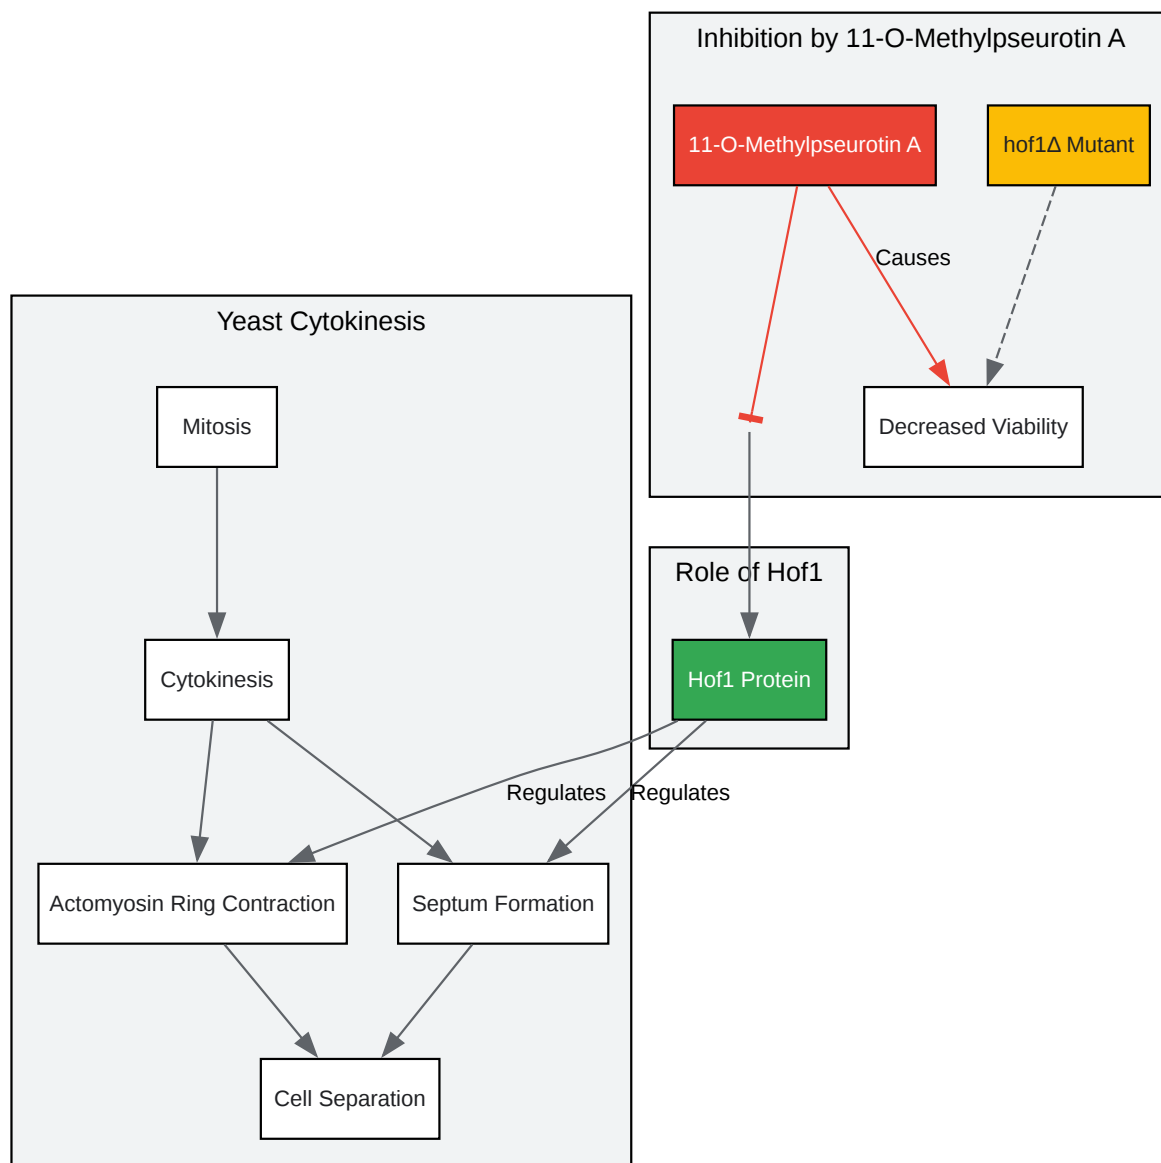 Inhibition by 11-O-Methylpseurotin A
11-O-Methylpseurotin A
hof1Δ Mutant
Causes
Yeast Cytokinesis
Mitosis
Decreased Viability
Role of Hof1
Cytokinesis
Hof1 Protein
Regulates
Regulates
Actomyosin Ring Contraction
Septum Formation
Cell Separation